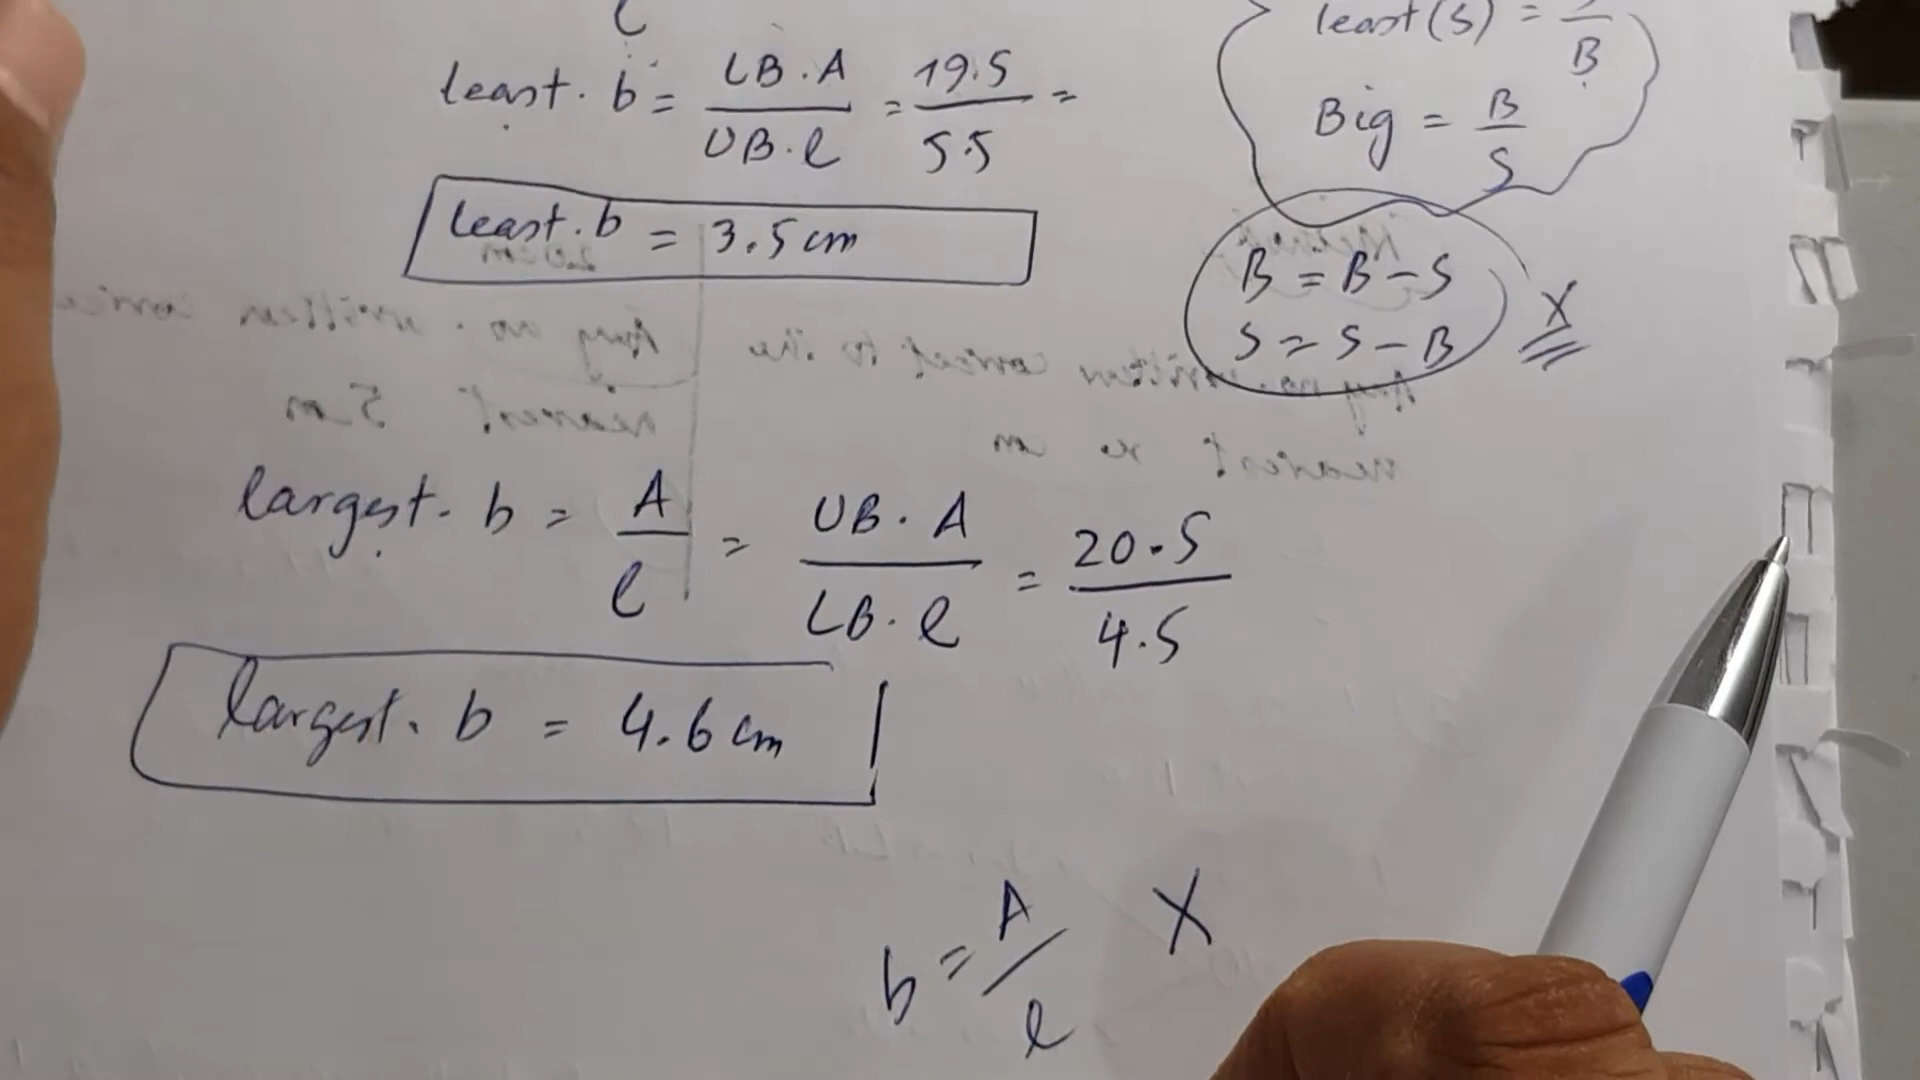 least(s) = /B
least. b = LB.A / UB.l = 19.5 / 5.5 =
Big = B/S
least. b = 3.5 cm
B = B - S
S = S - B X
largest. b = A/l = UB.A / LB.l = 20.5 / 4.5
largest. b = 4.6 cm
b = A/l X